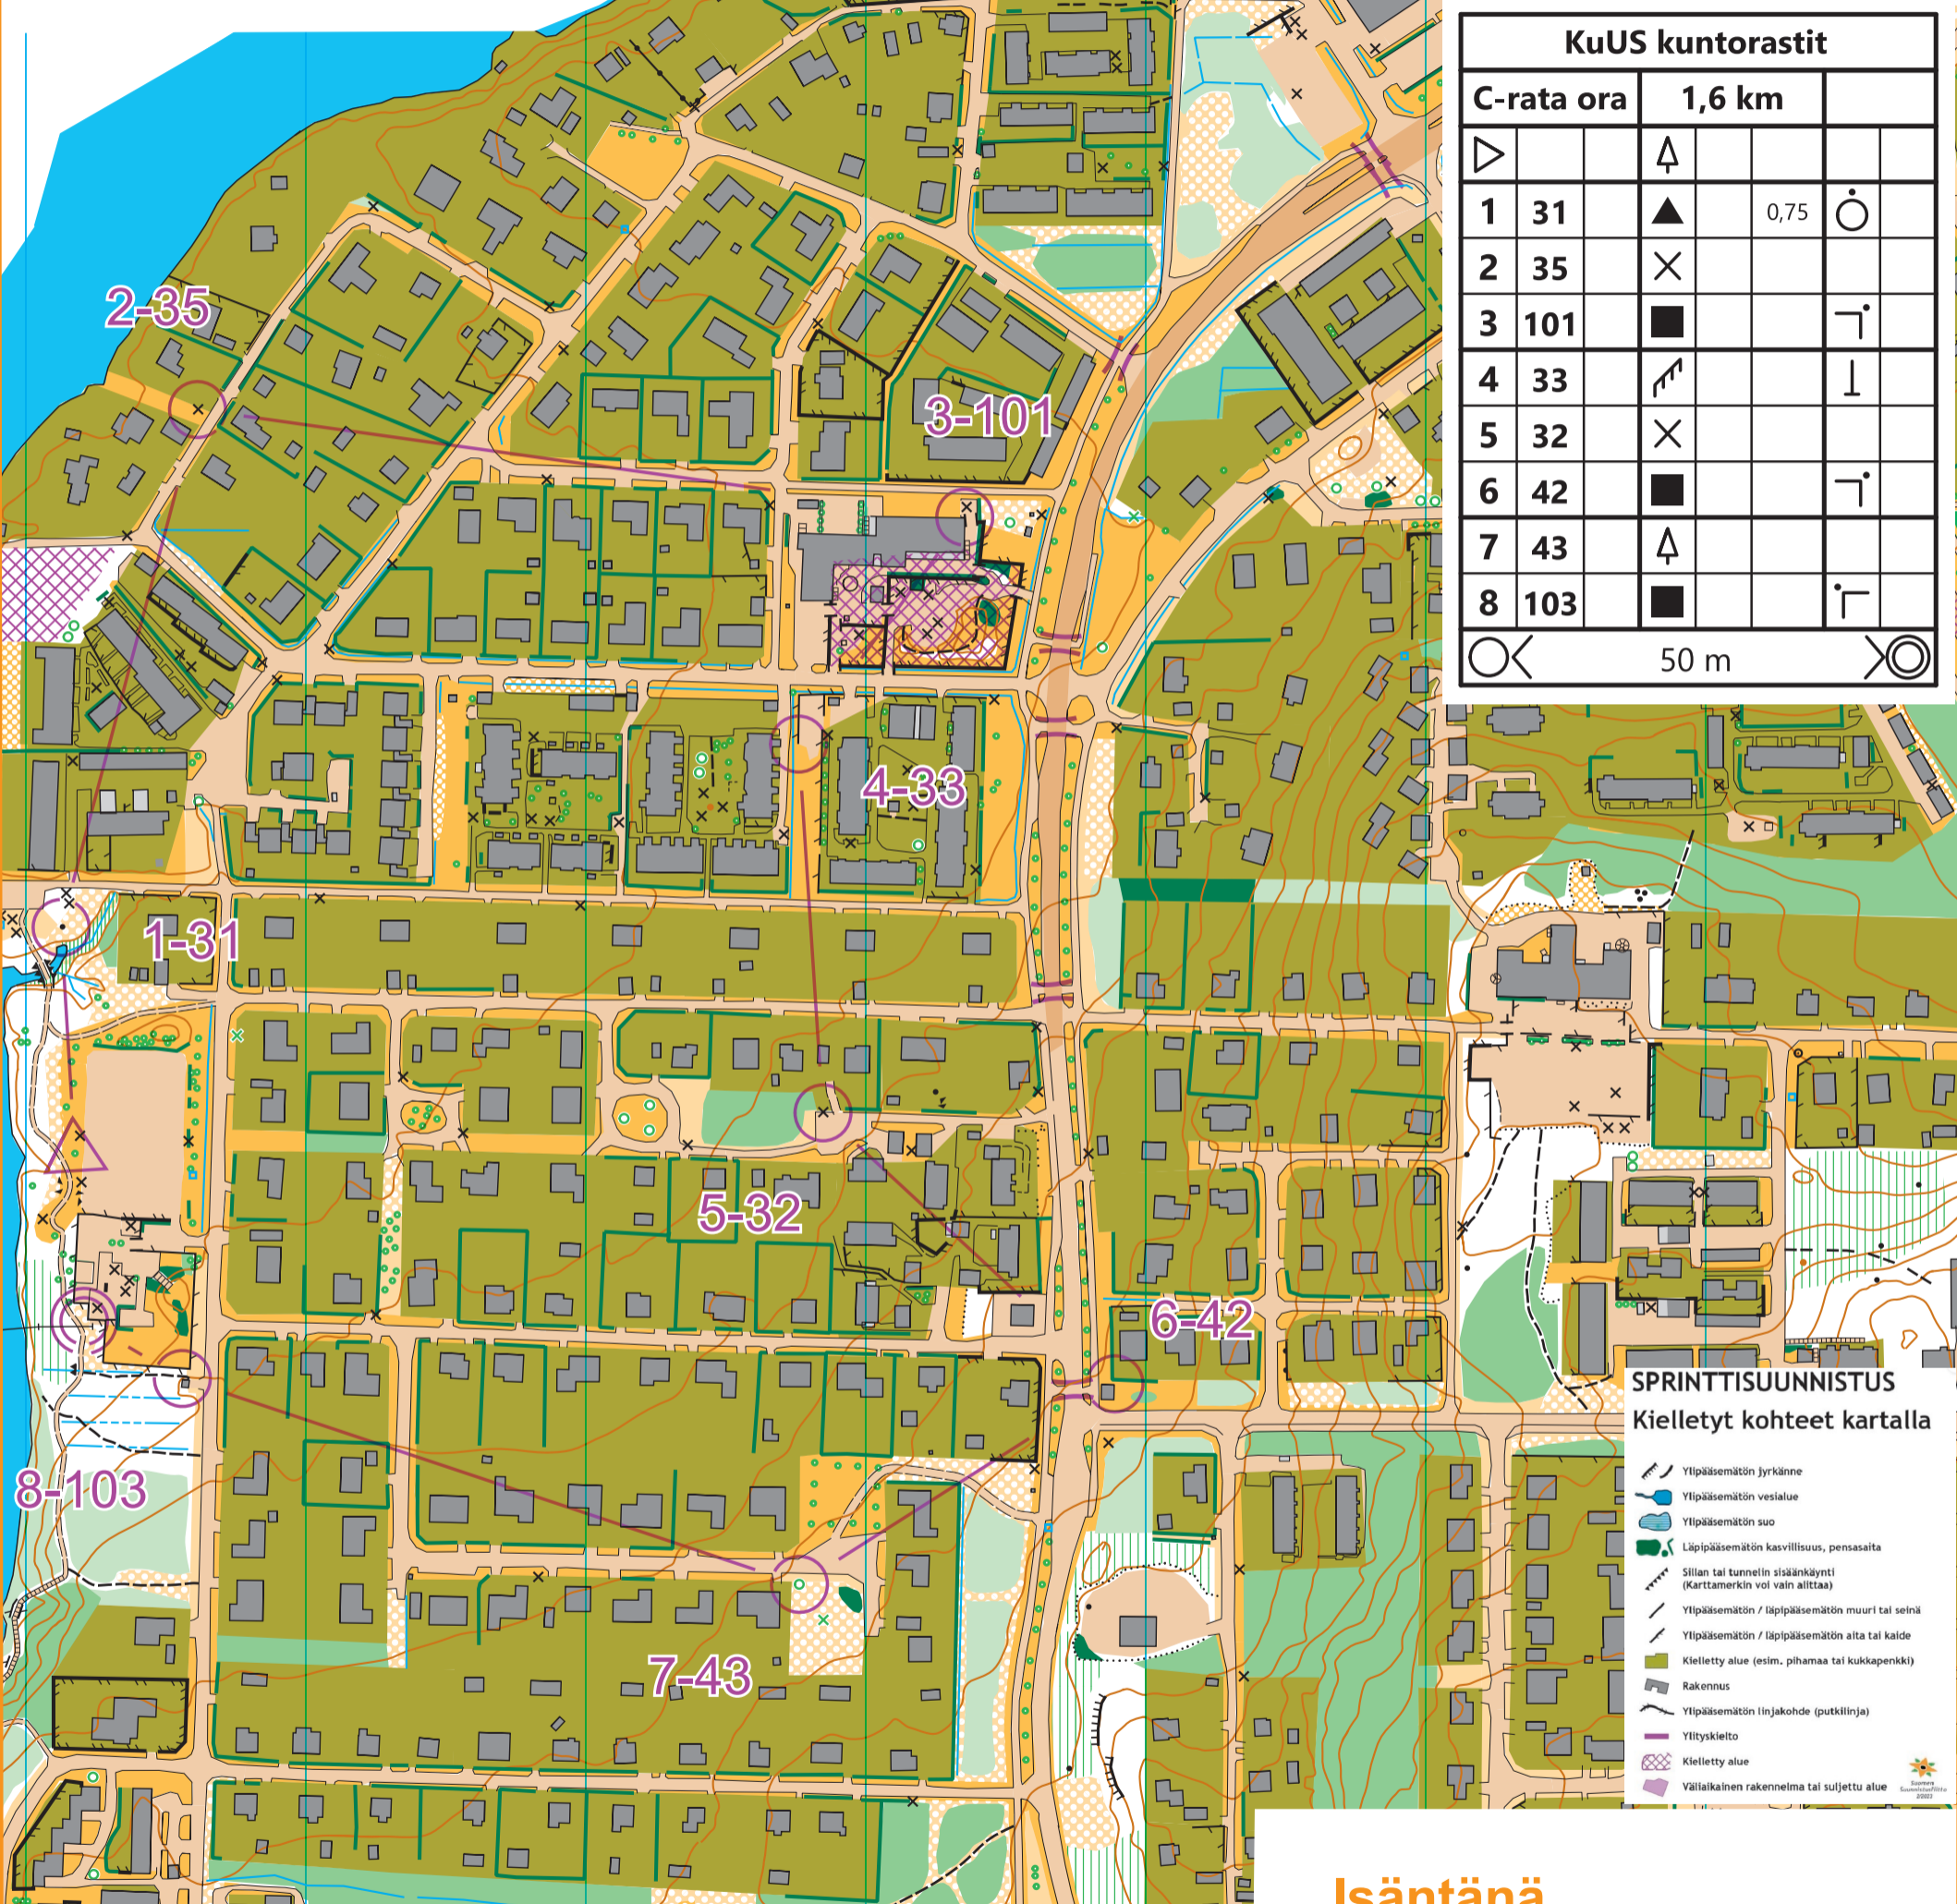 KuUS kuntorastit
C-rata ora 1,6 km
1 31 0,75
2 35
3 101
4 33
5 32
6 42
7 43
8 103
50 m
2-35
3-101
4-33
1-31
5-32
6-42
8-103
7-43
SPRINTTISUUNNISTUS
Kielletyt kohteet kartalla
Ylipääsemätön jyrkänne
Ylipääsemätön vesialue
Ylipääsemätön suo
Läpipääsemätön kasvillisuus, pensasaita
Sillan tai tunnelin sisäänkäynti
(Karttamerkin voi vain alittaa)
Ylipääsemätön / läpipääsemätön muuri tai seinä
Ylipääsemätön / läpipääsemätön aita tai kaide
Kielletty alue (esim. pihamaa tai kukkapenkki)
Rakennus
Ylipääsemätön linjakohde (putkilinja)
Ylityskielto
Kielletty alue
Väliaikainen rakennelma tai suljettu alue
Suomen
Suunnistusliitto
Isäntänä